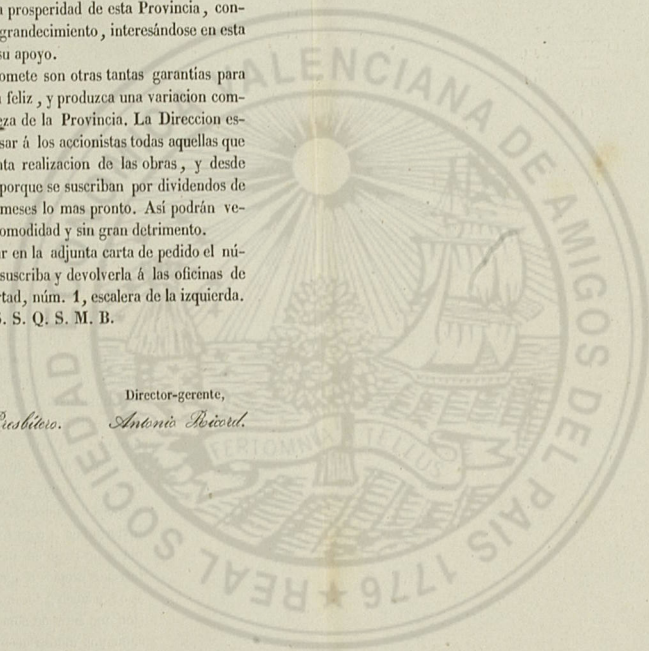 a prosperidad de esta Provincia, con-
grandecimiento, interesándose en esta
su apoyo.
omete son otras tantas garantías para
feliz, y produzca una variacion com-
eza de la Provincia. La Direccion es-
sar á los accionistas todas aquellas que
ta realizacion de las obras, y desde
porque se suscriban por dividendos de
meses lo mas pronto. Así podrán ve-
omodidad y sin gran detrimento.
r en la adjunta carta de pedido el nú-
suscriba y devolverla á las oficinas de
tad, núm. 1, escalera de la izquierda.
S. S. Q. S. M. B.
Director-gerente,
Presbítero. Antonio Ricord.
REAL SOCIEDAD VALENCIANA DE AMIGOS DEL PAIS 1776
FERT OMNIA TELLUS